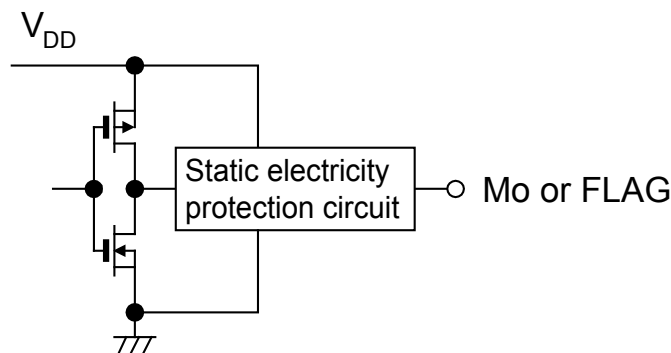 VDD
Static electricity
protection circuit
Mo or FLAG